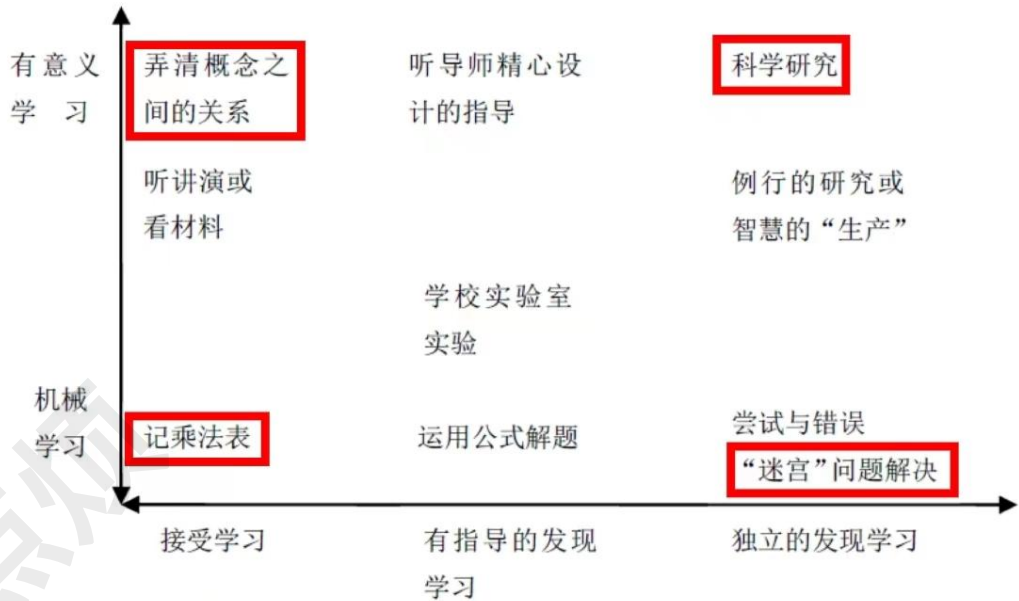 有意义
学 习
弄清概念之
间的关系
听导师精心设
计的指导
科学研究
听讲演或
看材料
例行的研究或
智慧的“生产”
学校实验室
实验
机械
学习
记乘法表
运用公式解题
尝试与错误
“迷宫”问题解决
接受学习
有指导的发现
学习
独立的发现学习